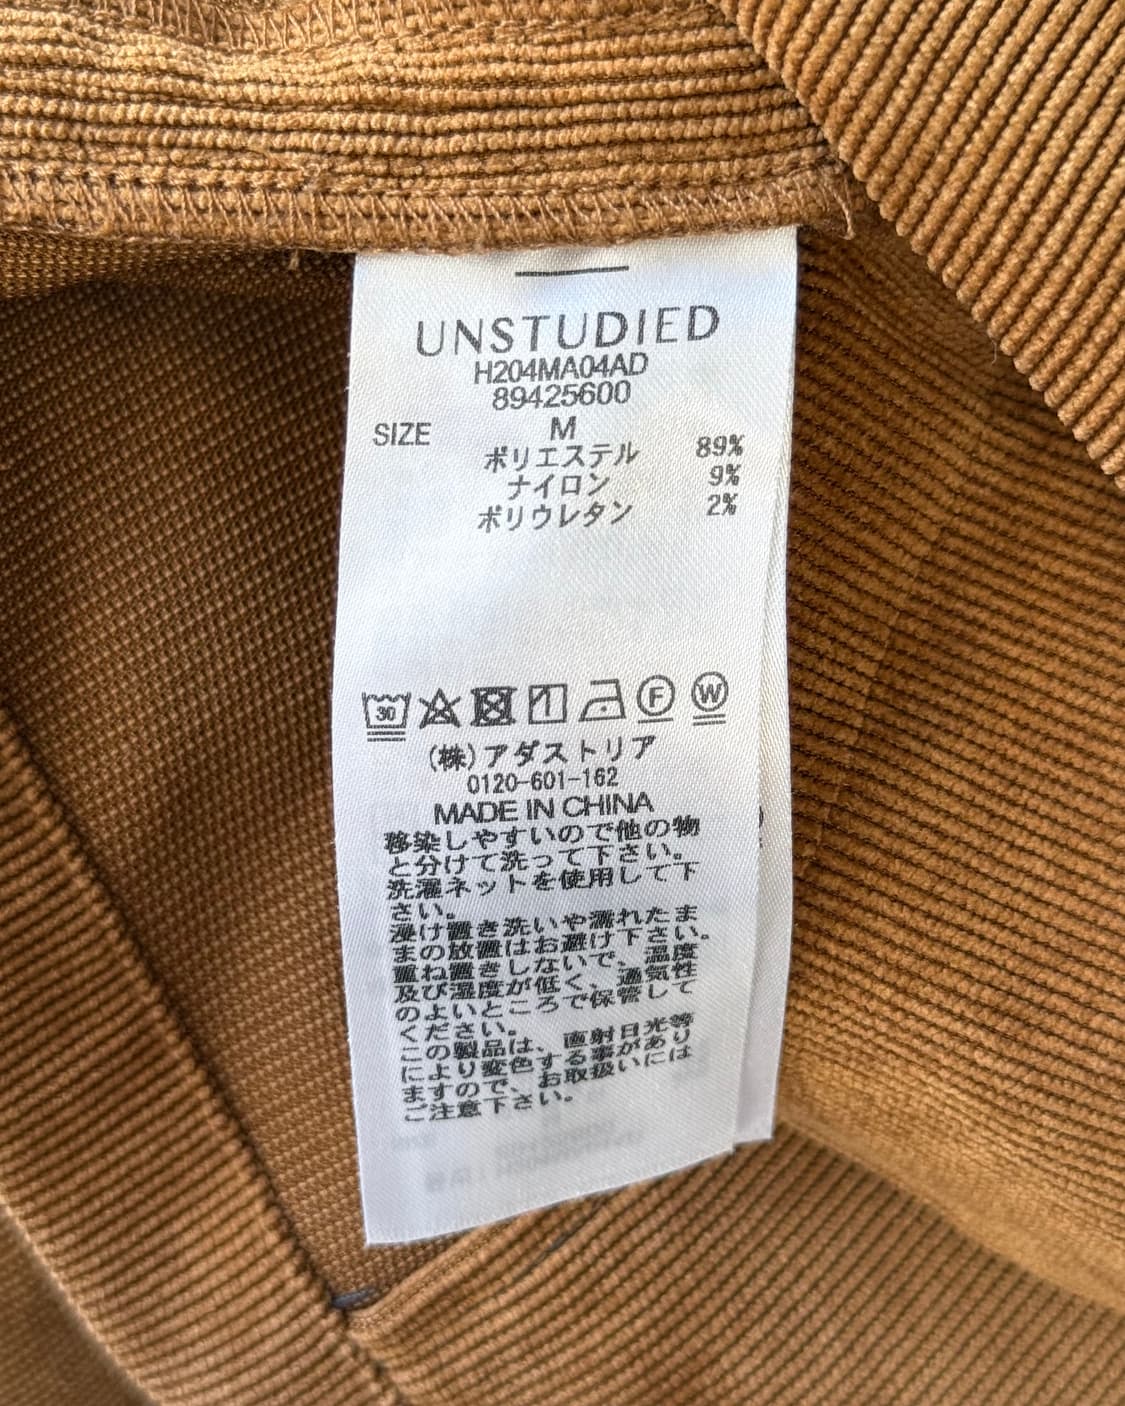 UNSTUDIED
H204MA04AD
89425600
SIZE M
ポリエステル 89%
ナイロン 9%
ポリウレタン 2%
30 F W
(株)アダストリア
0120-601-162
MADE IN CHINA
移染しやすいので他の物
と分けて洗って下さい。
洗濯ネットを使用して下
さい。
浸け置き洗いや濡れたま
まの放置はお避け下さい。
重ね置きしないで、温度
及び湿度が低く、通気性
のよいところで保管して
ください。
この製品は、直射日光等
により変色する事があり
ますので、お取扱いには
ご注意下さい。